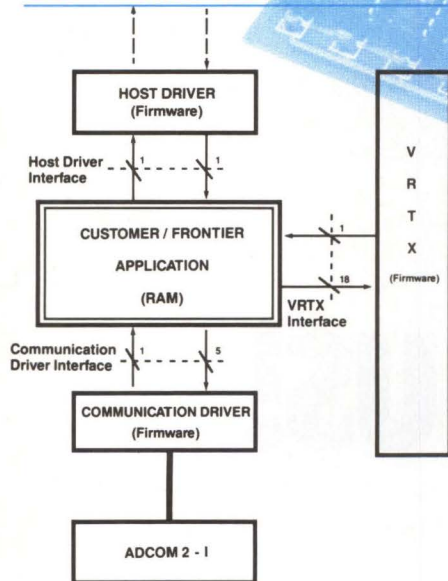 HOST DRIVER
(Firmware)
Host Driver
Interface
1
1
V
R
T
X
(Firmware)
CUSTOMER / FRONTIER
APPLICATION
(RAM)
1
18
VRTX
Interface
Communication
Driver Interface
1
5
COMMUNICATION DRIVER
(Firmware)
ADCOM 2 - I